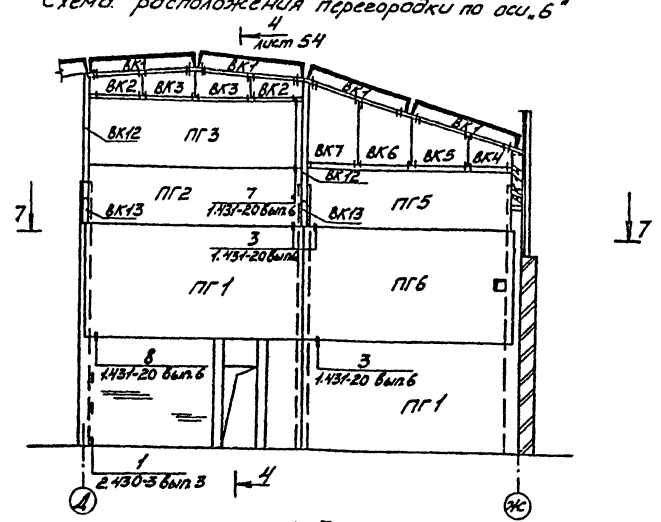 Схема расположения перегородки по оси „6"
4
лист 54
ВК1 ВК1 ВК1 ВК1
ВК2 ВК3 ВК3 ВК2
ВК7 ВК6 ВК5 ВК4
ВК12 ПГ3
ВК12
ПГ2 7 ПГ5
1.431-20 вып.6
7 ВК13 ВК13 7
3
1.431-20 вып.6
ПГ1 ПГ6
8 3
1.431-20 вып.6 1.431-20 вып.6
ПГ1
1 4
2.430-3 вып.3
Д Ж